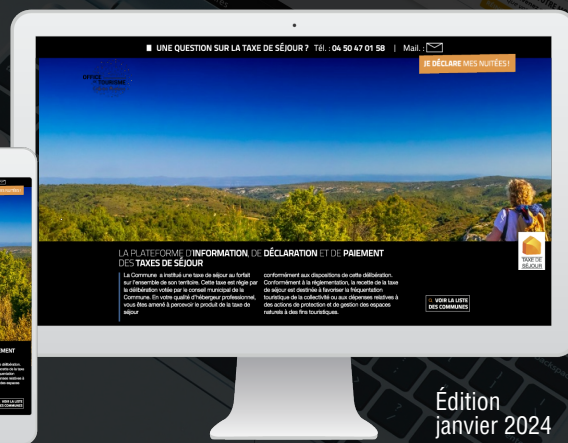 ■ UNE QUESTION SUR LA TAXE DE SÉJOUR ? Tél. : 04 50 47 01 58 | Mail. :
JE DÉCLARE MES NUITÉES !
OFFICE
DE TOURISME
LA PLATEFORME D'INFORMATION, DE DÉCLARATION ET DE PAIEMENT
DES TAXES DE SÉJOUR
La Commune a institué une taxe de séjour au forfait
sur l'ensemble de son territoire. Cette taxe est régie par
la délibération votée par le conseil municipal de la
Commune. En votre qualité d'hébergeur professionnel,
vous êtes amené à percevoir le produit de la taxe de
séjour
conformément aux dispositions de cette délibération.
Conformément à la réglementation, la recette de la taxe
de séjour est destinée à favoriser la fréquentation
touristique de la collectivité ou aux dépenses relatives à
des actions de protection et de gestion des espaces
naturels à des fins touristiques.
VOIR LA LISTE
DES COMMUNES
TAXE DE
SÉJOUR
Édition
janvier 2024